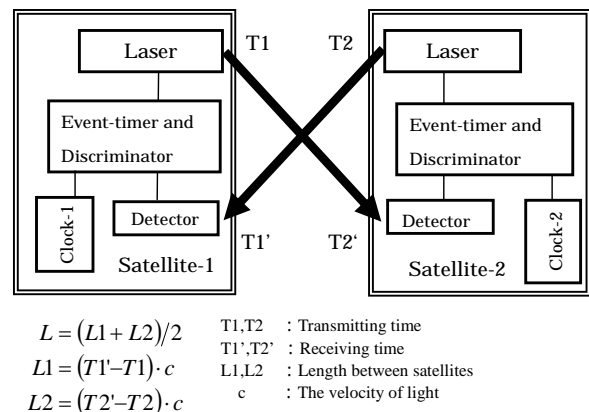 Laser
T1
T2
Laser
Event-timer and
Discriminator
Event-timer and
Discriminator
Clock-1
Detector
T1’
T2‘
Detector
Clock-2
Satellite-1
Satellite-2
L = (L1 + L2)/2
L1 = (T1'−T1)·c
L2 = (T2'−T2)·c
T1,T2 : Transmitting time
T1’,T2’ : Receiving time
L1,L2 : Length between satellites
c : The velocity of light